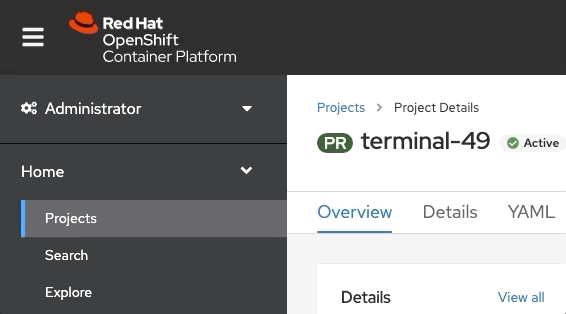 Red Hat
OpenShift
Container Platform
Administrator
Home
Projects
Search
Explore
Projects > Project Details
PR terminal-49 Active
Overview Details YAML
Details View all